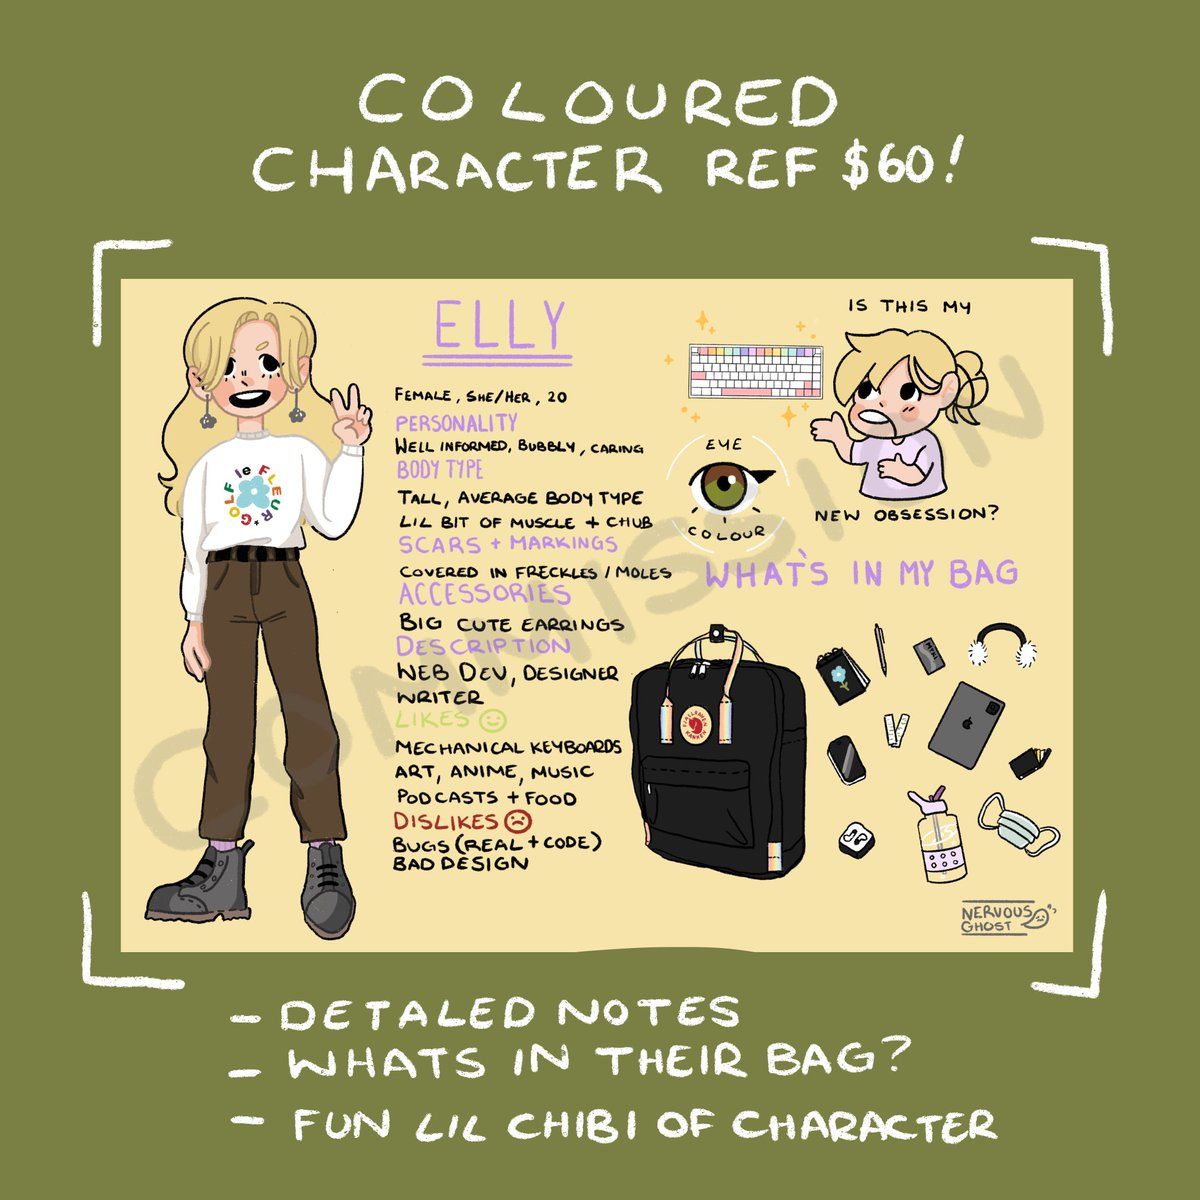 COLOURED
CHARACTER REF $60!
ELLY
FEMALE, SHE/HER, 20
PERSONALITY
WELL INFORMED, BUBBLY, CARING
BODY TYPE
TALL, AVERAGE BODY TYPE
LIL BIT OF MUSCLE + CHUB
SCARS + MARKINGS
COVERED IN FRECKLES / MOLES
ACCESSORIES
BIG CUTE EARRINGS
DESCRIPTION
WEB DEV, DESIGNER
WRITER
LIKES
MECHANICAL KEYBOARDS
ART, ANIME, MUSIC
PODCASTS + FOOD
DISLIKES
BUGS (REAL + CODE)
BAD DESIGN
GOLF le FLEUR*
IS THIS MY
NEW OBSESSION?
EYE
COLOUR
WHAT'S IN MY BAG
FJALLRAVEN
KANKEN
COMMISSION
NERVOUS
GHOST
- DETALED NOTES
- WHATS IN THEIR BAG?
- FUN LIL CHIBI OF CHARACTER